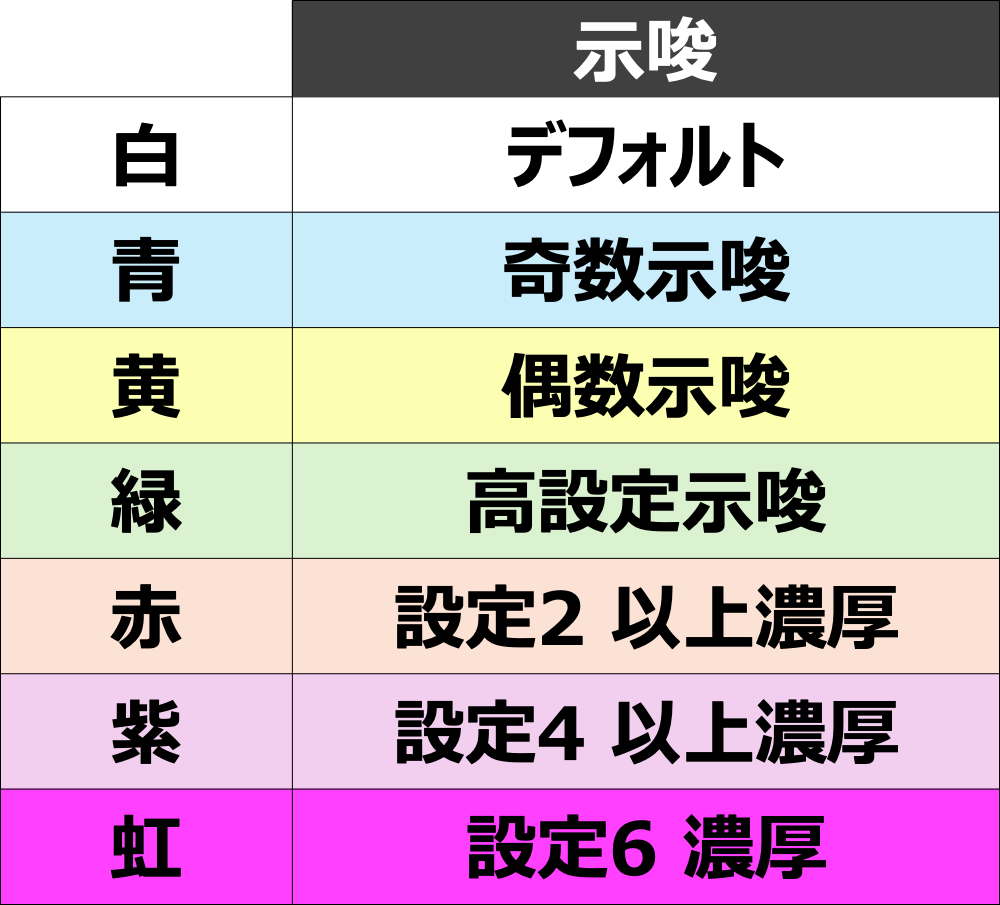 示唆
白 デフォルト
青 奇数示唆
黄 偶数示唆
緑 高設定示唆
赤 設定2 以上濃厚
紫 設定4 以上濃厚
虹 設定6 濃厚